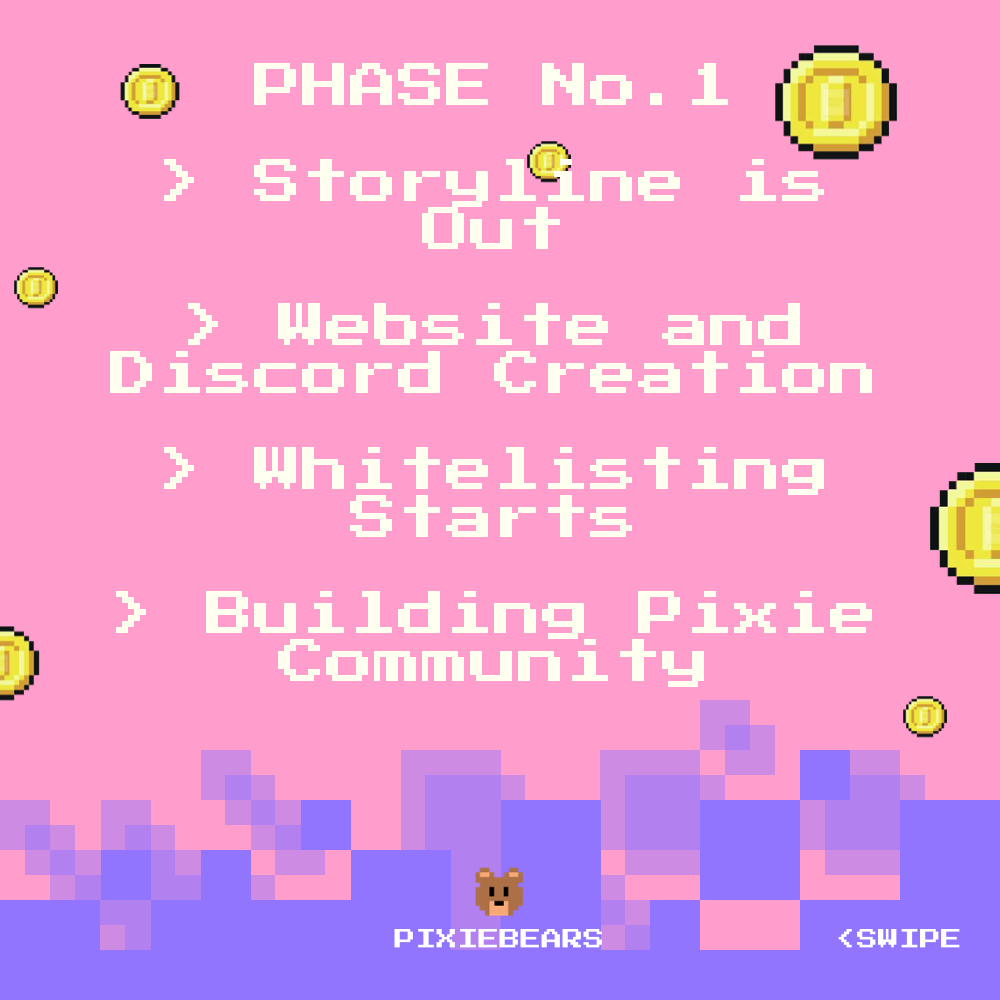 PHASE No.1
> Storyline is
Out
> Website and
Discord Creation
> Whitelisting
Starts
> Building Pixie
Community
PIXIEBEARS
<SWIPE